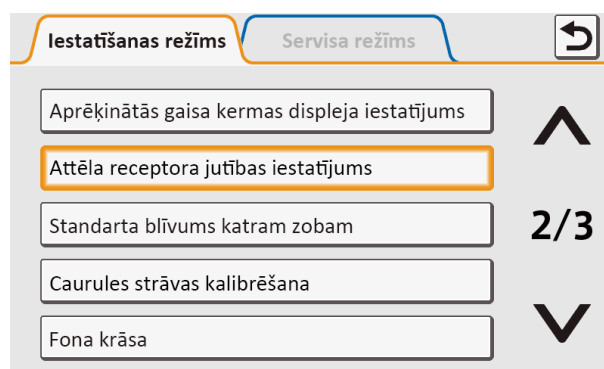 Iestatīšanas režīms
Servisa režīms
Aprēķinātās gaisa kermas displeja iestatījums
Attēla receptora jutības iestatījums
Standarta blīvums katram zobam
2/3
Caurules strāvas kalibrēšana
Fona krāsa